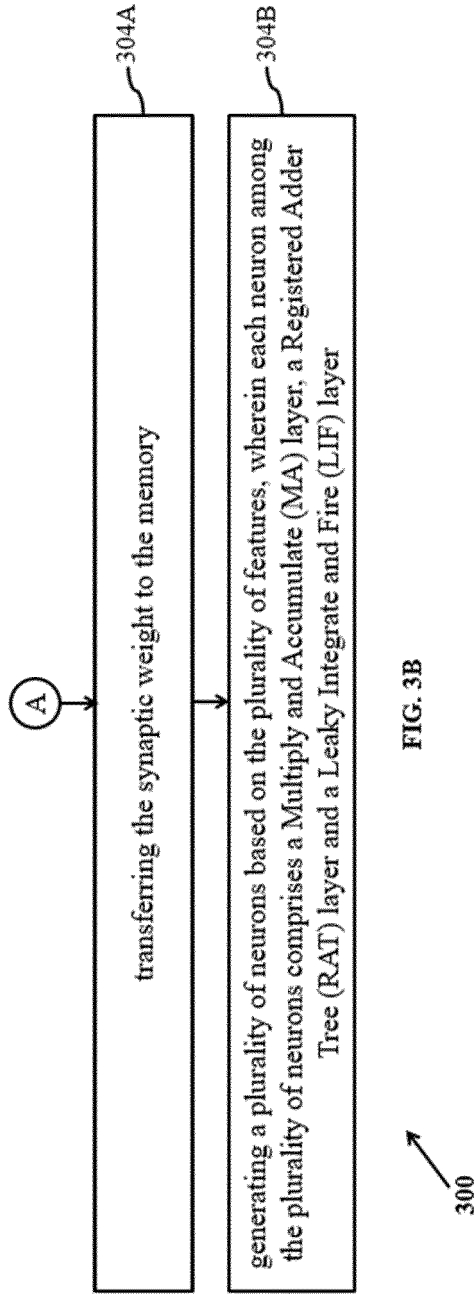 A
304A
transferring the synaptic weight to the memory
304B
generating a plurality of neurons based on the plurality of features, wherein each neuron among
the plurality of neurons comprises a Multiply and Accumulate (MA) layer, a Registered Adder
Tree (RAT) layer and a Leaky Integrate and Fire (LIF) layer
300
FIG. 3B